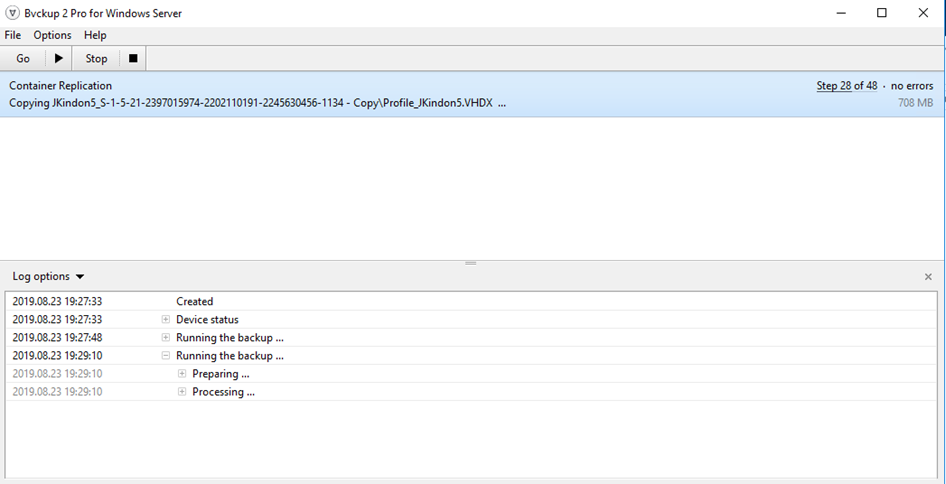 Bvckup 2 Pro for Windows Server
File Options Help
Go Stop
Container Replication Step 28 of 48 · no errors
Copying JKindon5_S-1-5-21-2397015974-2202110191-2245630456-1134 - Copy\Profile_JKindon5.VHDX ... 708 MB
Log options
2019.08.23 19:27:33 Created
2019.08.23 19:27:33 Device status
2019.08.23 19:27:48 Running the backup ...
2019.08.23 19:29:10 Running the backup ...
2019.08.23 19:29:10 Preparing ...
2019.08.23 19:29:10 Processing ...